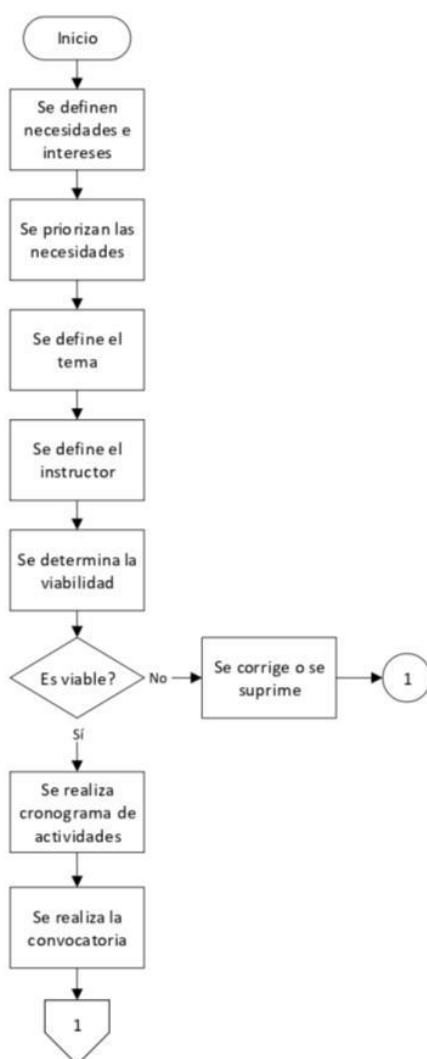 Inicio
Se definen
necesidades e
intereses
Se priorizan las
necesidades
Se define el
tema
Se define el
instructor
Se determina la
viabilidad
Es viable?
No
Se corrige o se
suprime
1
Sí
Se realiza
cronograma de
actividades
Se realiza la
convocatoria
1